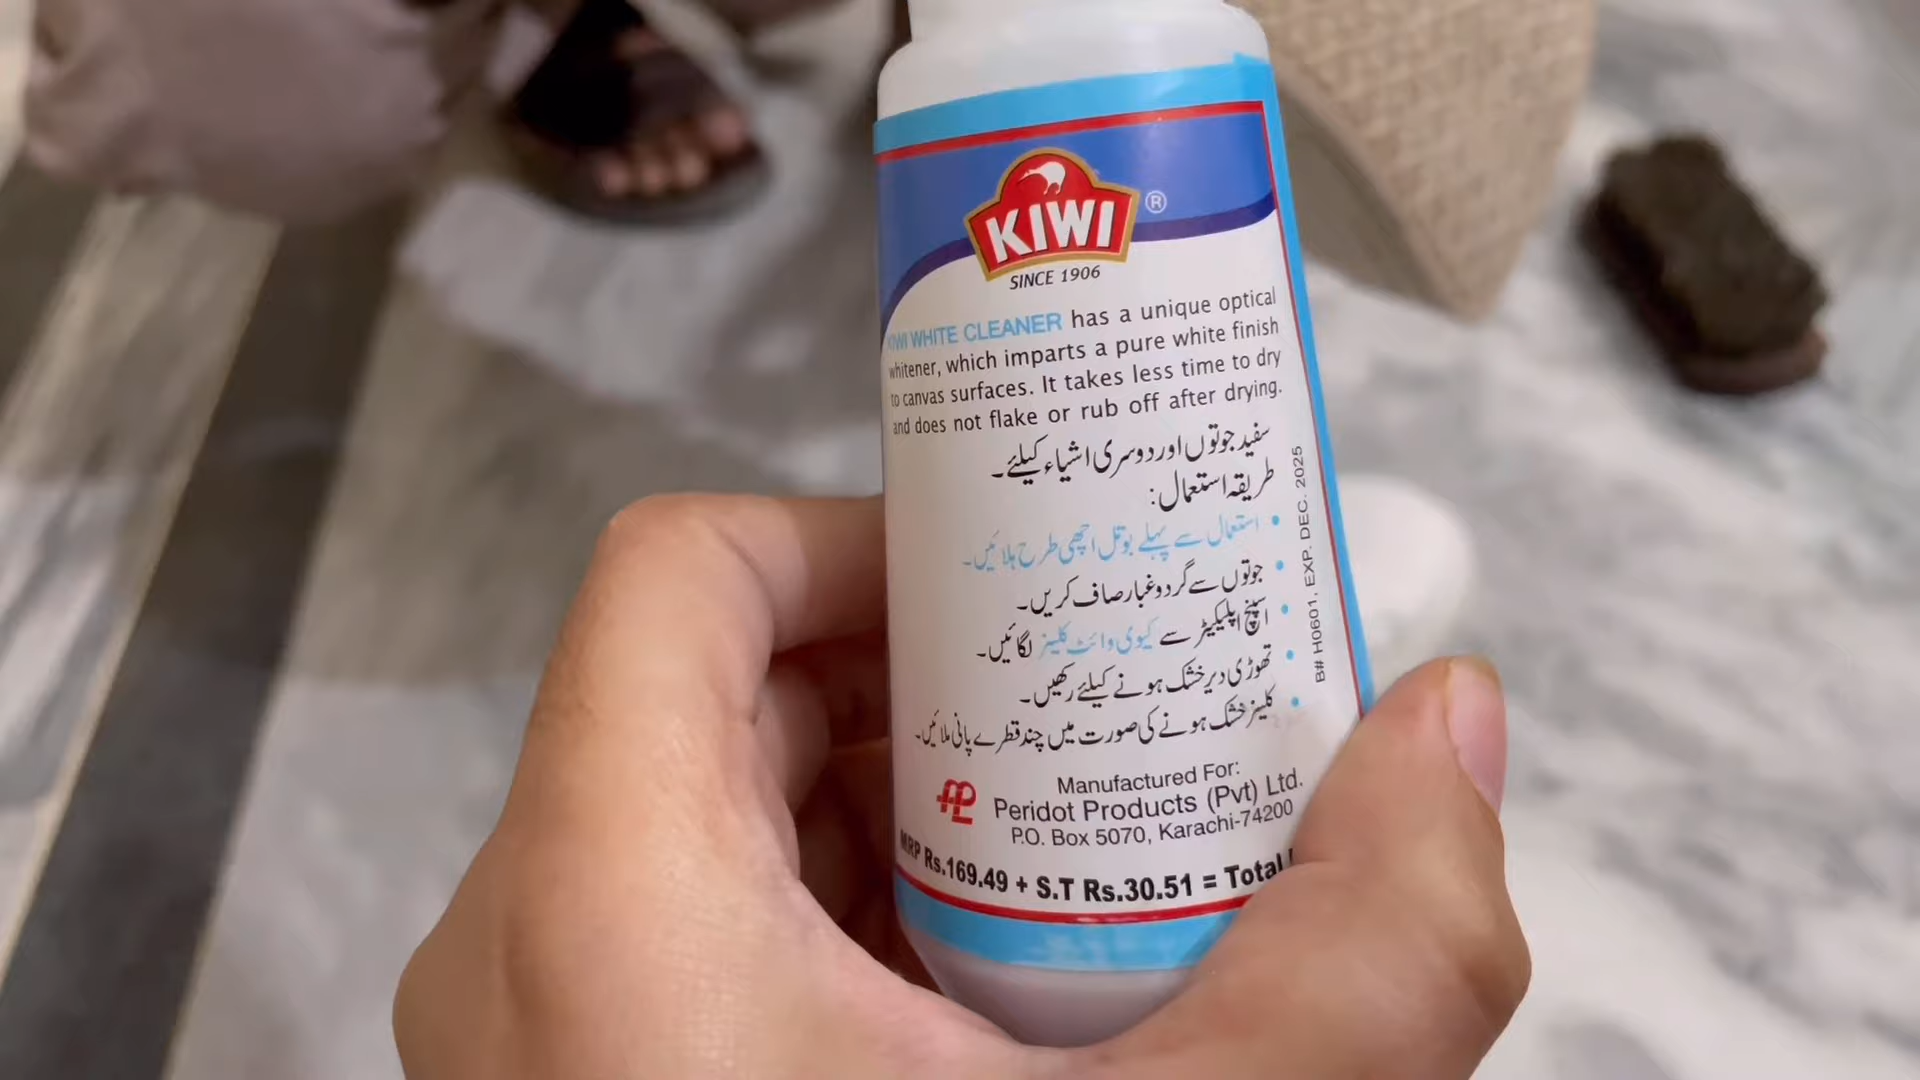 KIWI ®
SINCE 1906
KIWI WHITE CLEANER has a unique optical
whitener, which imparts a pure white finish
to canvas surfaces. It takes less time to dry
and does not flake or rub off after drying.
سفید جوتوں اور دوسری اشیاء کیلئے۔
طریقہ استعمال:
• استعمال سے پہلے بوتل اچھی طرح ہلائیں۔
• جوتوں سے گرد و غبار صاف کریں۔
• اسپنج اپلیکیٹر سے کیوی وائٹ کلینر لگائیں۔
• تھوڑی دیر خشک ہونے کیلئے رکھیں۔
• کلینر خشک ہونے کی صورت میں چند قطرے پانی ملائیں۔
B# H0601, EXP. DEC. 2025
Manufactured For:
Peridot Products (Pvt) Ltd.
P.O. Box 5070, Karachi-74200
MRP Rs.169.49 + S.T Rs.30.51 = Total